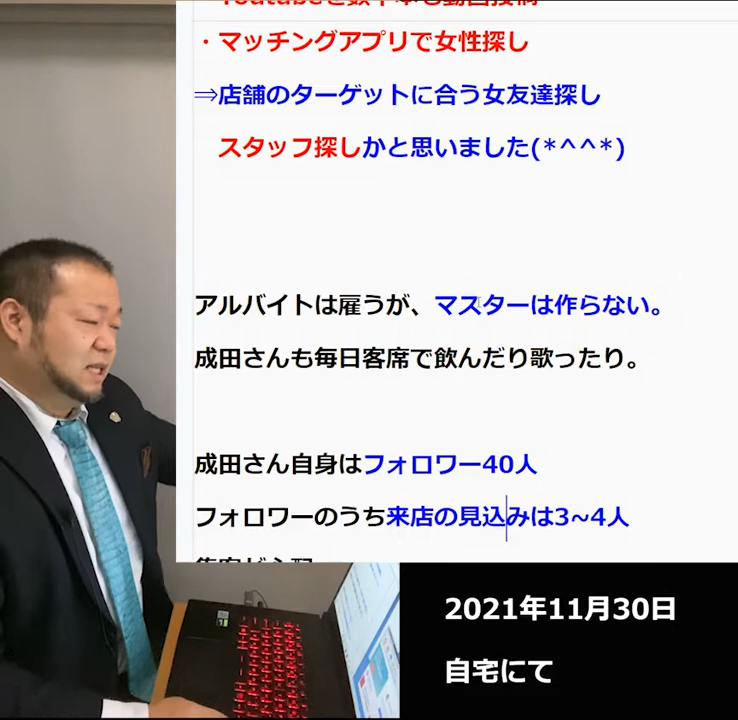 ・マッチングアプリで女性探し
⇒店舗のターゲットに合う女友達探し
スタッフ探しかと思いました(*^^*)
アルバイトは雇うが、マスターは作らない。
成田さんも毎日客席で飲んだり歌ったり。
成田さん自身はフォロワー40人
フォロワーのうち来店の見込みは3~4人
2021年11月30日
自宅にて